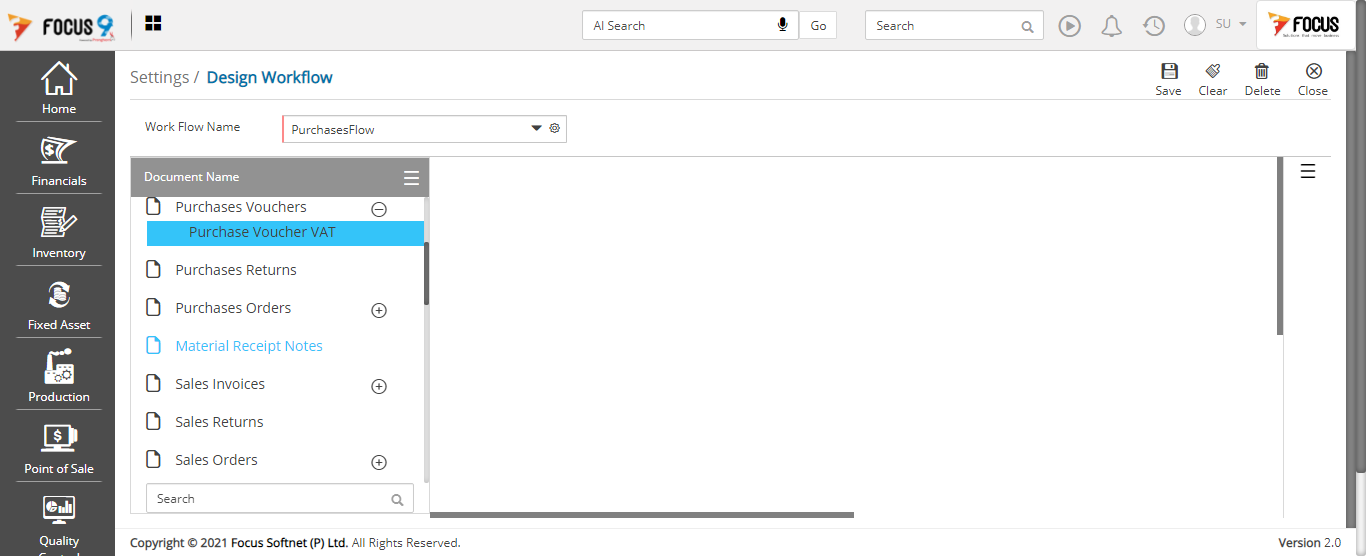 FOCUS 9
AI Search
Go
Search
SU
FOCUS
Home
Financials
Inventory
Fixed Asset
Production
Point of Sale
Quality
Settings / Design Workflow
Save
Clear
Delete
Close
Work Flow Name
PurchasesFlow
Document Name
Purchases Vouchers
Purchase Voucher VAT
Purchases Returns
Purchases Orders
Material Receipt Notes
Sales Invoices
Sales Returns
Sales Orders
Search
Copyright © 2021 Focus Softnet (P) Ltd. All Rights Reserved.
Version 2.0